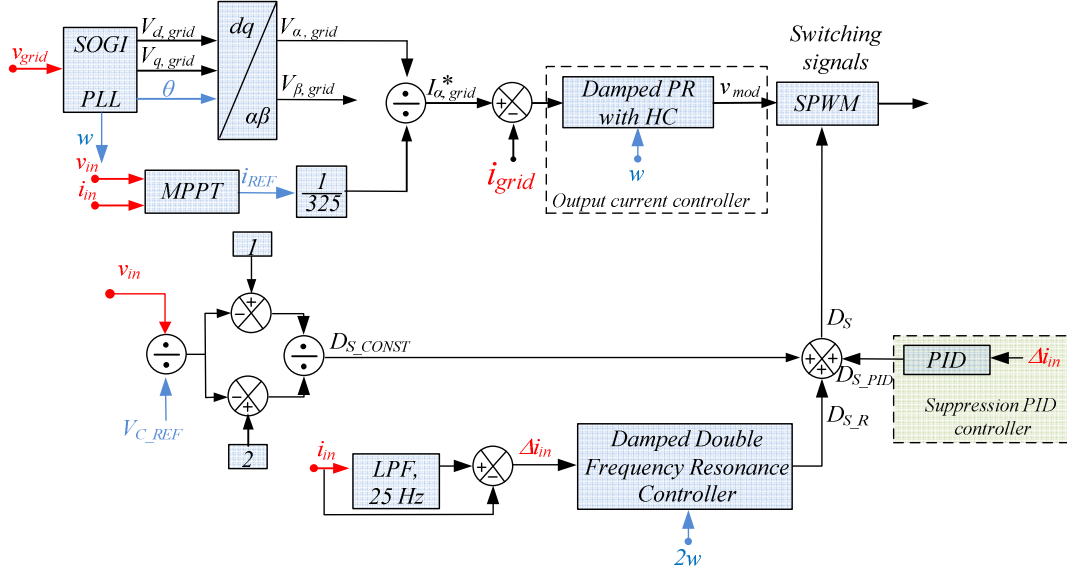 v_grid
SOGI
PLL
V_d, grid
V_q, grid
θ
w
dq
αβ
V_α, grid
V_β, grid
÷
I*_α, grid
+
−
i_grid
Damped PR
with HC
w
Output current controller
v_mod
Switching
signals
SPWM
v_in
i_in
MPPT
i_REF
1
325
1
v_in
÷
V_C_REF
+
−
+
−
2
÷
D_S_CONST
D_S
+
+
+
D_S_PID
D_S_R
PID
Δi_in
Suppression PID
controller
i_in
LPF,
25 Hz
+
−
Δi_in
Damped Double
Frequency Resonance
Controller
2w